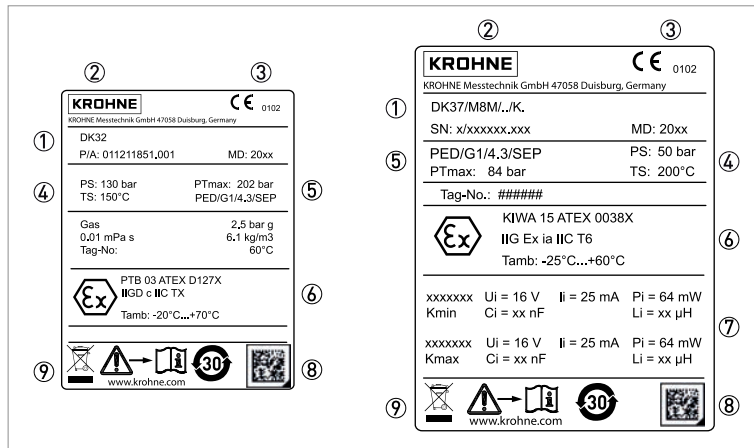 ② ③
KROHNE CE 0102
KROHNE Messtechnik GmbH 47058 Duisburg, Germany
① DK32
P/A: 011211851.001 MD: 20xx
④ PS: 130 bar PTmax: 202 bar ⑤
TS: 150°C PED/G1/4.3/SEP
Gas 2.5 bar g
0.01 mPa s 6.1 kg/m3
Tag-No: 60°C
Ex PTB 03 ATEX D127X ⑥
IIGD c IIC TX
Tamb: -20°C...+70°C
⑨ i 30 ⑧
www.krohne.com
② ③
KROHNE CE 0102
KROHNE Messtechnik GmbH 47058 Duisburg, Germany
① DK37/M8M/../K.
SN: x/xxxxxx.xxx MD: 20xx
⑤ PED/G1/4.3/SEP PS: 50 bar ④
PTmax: 84 bar TS: 200°C
Tag-No.: ######
Ex KIWA 15 ATEX 0038X ⑥
IIG Ex ia IIC T6
Tamb: -25°C...+60°C
xxxxxxx Ui = 16 V Ii = 25 mA Pi = 64 mW
Kmin Ci = xx nF Li = xx µH
⑦
xxxxxxx Ui = 16 V Ii = 25 mA Pi = 64 mW
Kmax Ci = xx nF Li = xx µH
⑨ i 30 ⑧
www.krohne.com